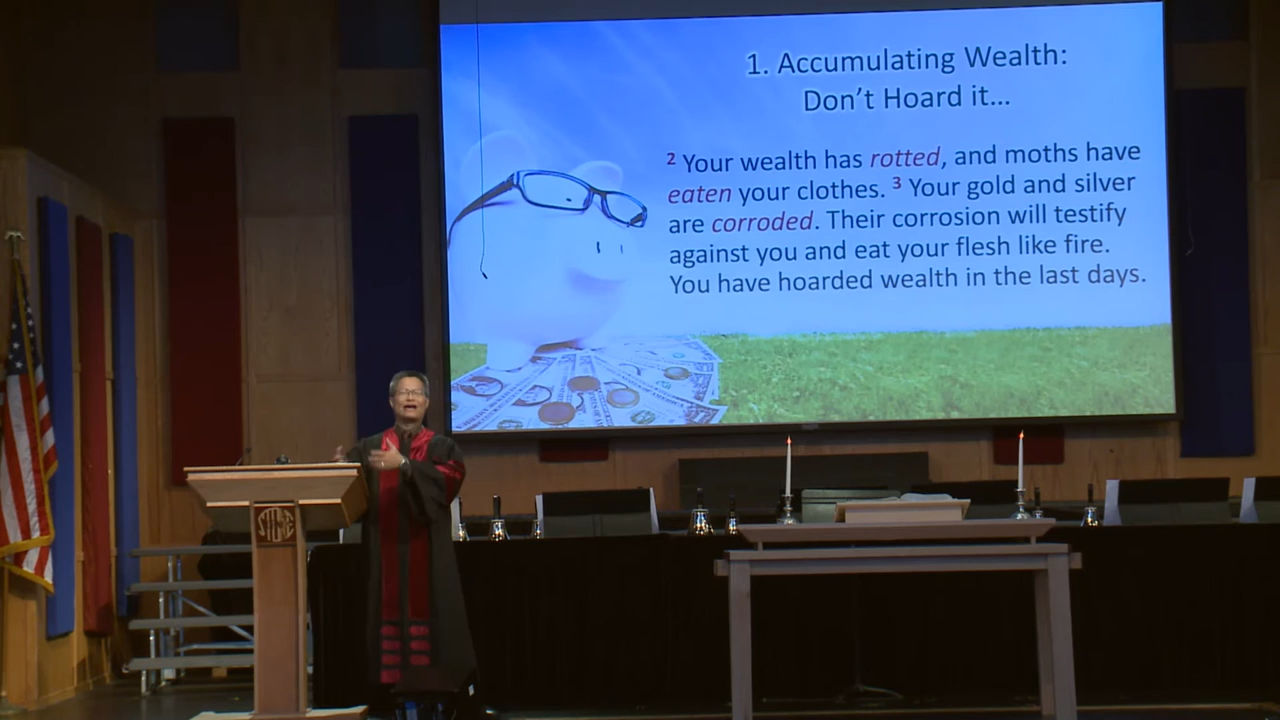 1. Accumulating Wealth:
Don't Hoard it...
2 Your wealth has rotted, and moths have
eaten your clothes. 3 Your gold and silver
are corroded. Their corrosion will testify
against you and eat your flesh like fire.
You have hoarded wealth in the last days.